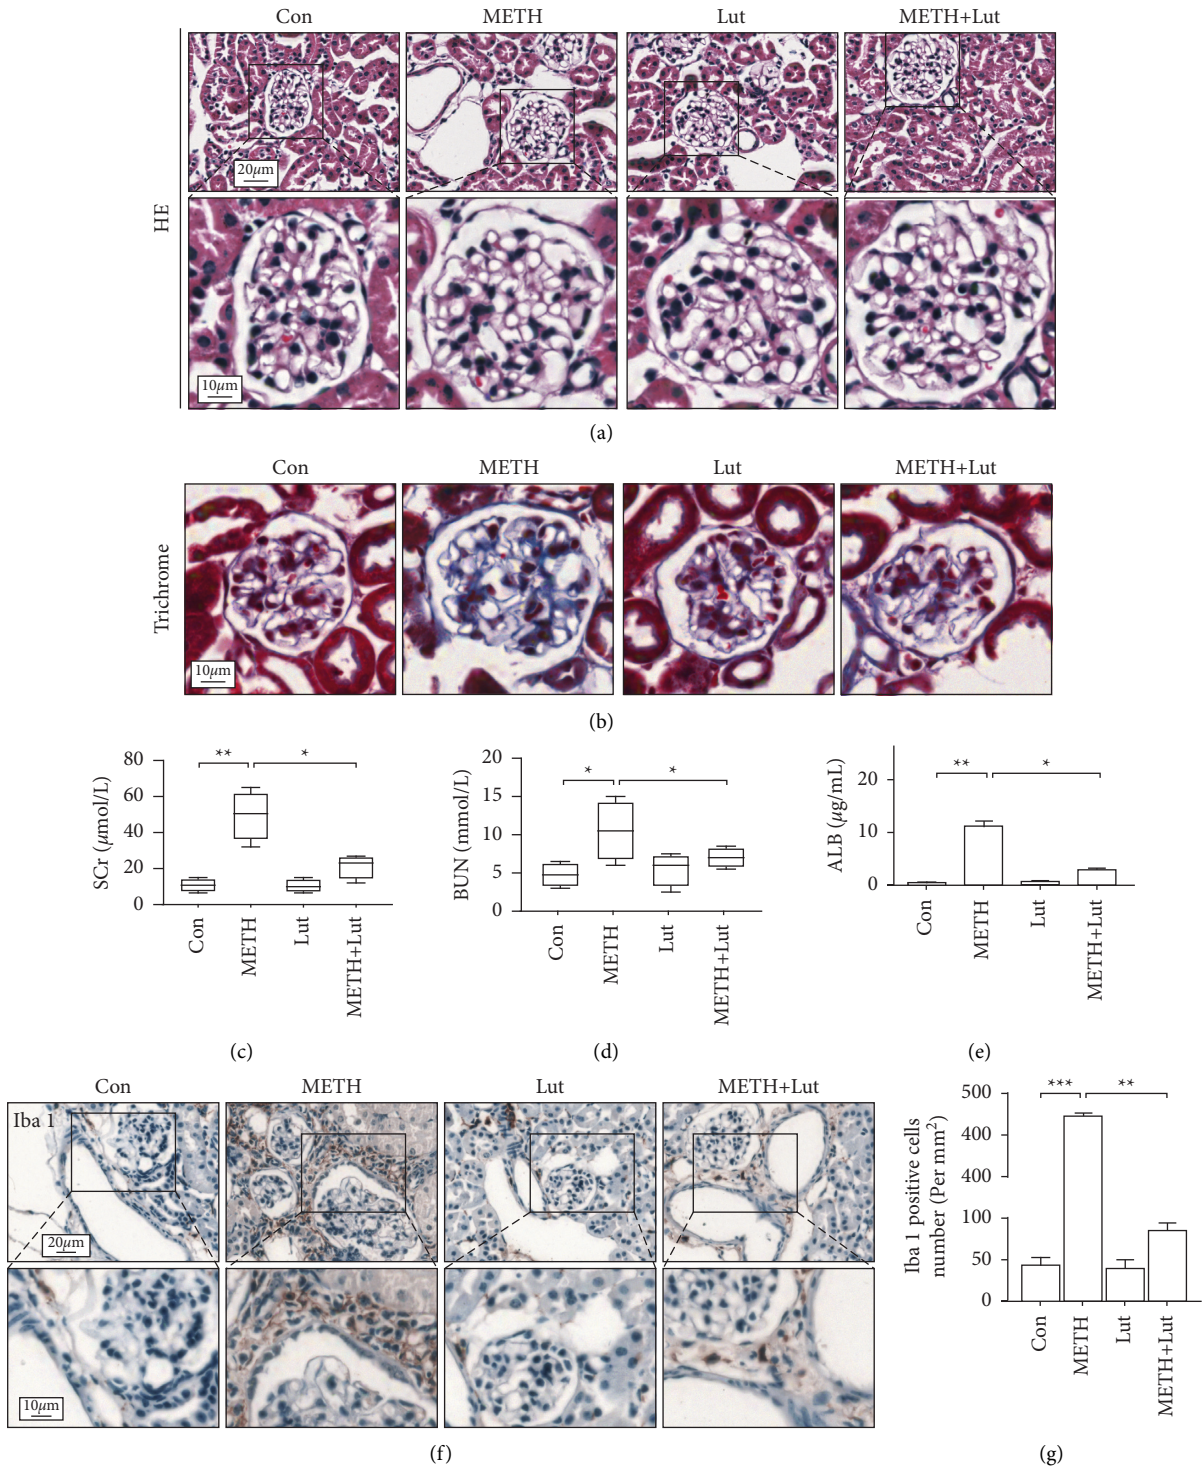 Con METH Lut METH+Lut
HE
20μm
10μm
(a)
Con METH Lut METH+Lut
Trichrome
10μm
(b)
SCr (μmol/L)
80
60
40
20
0
** *
Con METH Lut METH+Lut
(c)
BUN (mmol/L)
20
15
10
5
0
* *
Con METH Lut METH+Lut
(d)
ALB (μg/mL)
20
10
0
** *
Con METH Lut METH+Lut
(e)
Con METH Lut METH+Lut
Iba 1
20μm
10μm
(f)
Iba 1 positive cells
number (Per mm²)
500
400
400
100
50
0
*** **
Con METH Lut METH+Lut
(g)